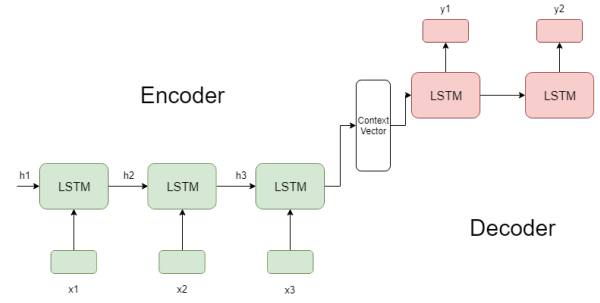 y1
y2
Encoder
LSTM
LSTM
Context
Vector
h1
h2
h3
LSTM
LSTM
LSTM
Decoder
x1
x2
x3